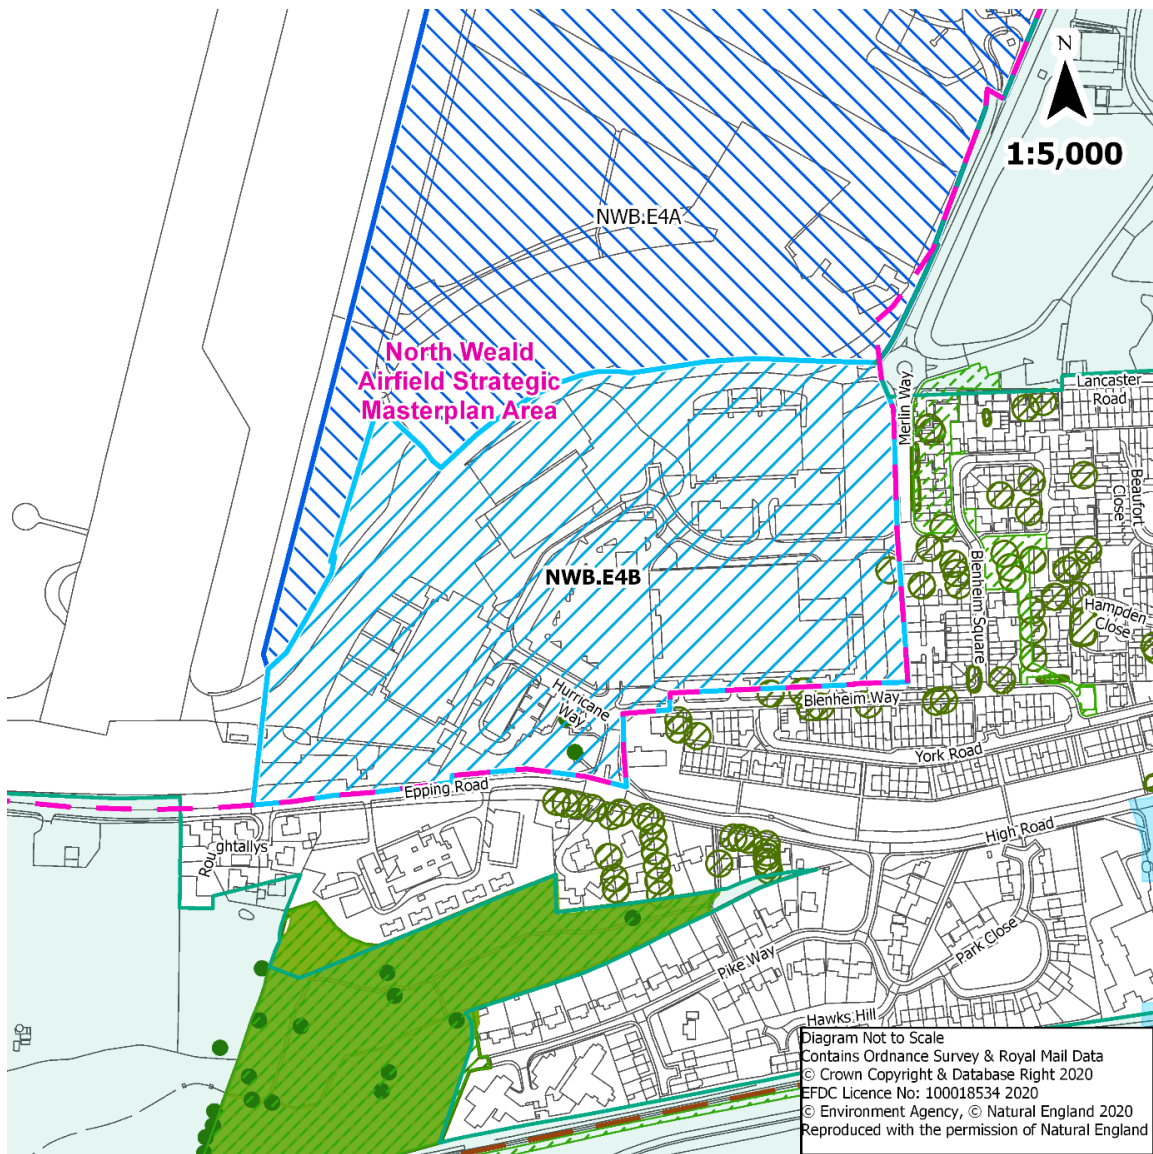 N
1:5,000
NWB.E4A
North Weald
Airfield Strategic
Masterplan Area
Merlin Way
Lancaster
Road
Beaufort
Close
NWB.E4B
Blenheim Square
Hampden
Close
Hurricane
Way
Blenheim Way
York Road
Epping Road
High Road
Roughtallys
Pike Way
Park Close
Hawks Hill
Diagram Not to Scale
Contains Ordnance Survey & Royal Mail Data
© Crown Copyright & Database Right 2020
EFDC Licence No: 100018534 2020
© Environment Agency, © Natural England 2020
Reproduced with the permission of Natural England